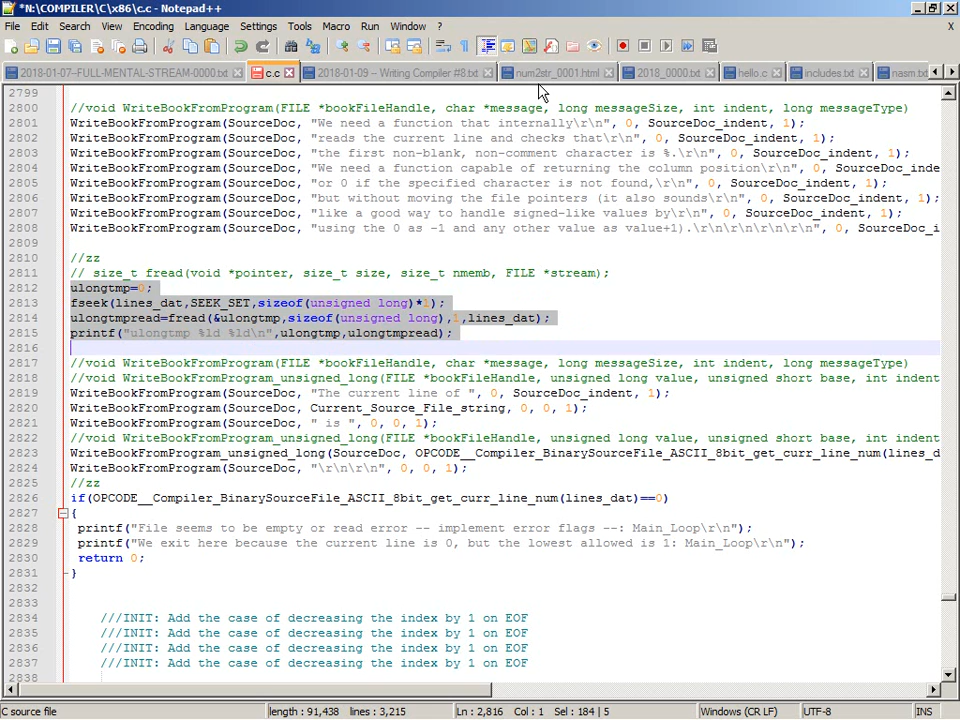 *N:\COMPILER\C\x86\c.c - Notepad++
File Edit Search View Encoding Language Settings Tools Macro Run Window ?
2018-01-07-FULL-MENTAL-STREAM-0000.txt c.c 2018-01-09 -- Writing Compiler #8.txt num2str_0001.html 2018_0000.txt hello.c includes.txt nasm.txt
2799
2800 //void WriteBookFromProgram(FILE *bookFileHandle, char *message, long messageSize, int indent, long messageType)
2801 WriteBookFromProgram(SourceDoc, "We need a function that internally\r\n", 0, SourceDoc_indent, 1);
2802 WriteBookFromProgram(SourceDoc, "reads the current line and checks that\r\n", 0, SourceDoc_indent, 1);
2803 WriteBookFromProgram(SourceDoc, "the first non-blank, non-comment character is %.\r\n", 0, SourceDoc_indent, 1);
2804 WriteBookFromProgram(SourceDoc, "We need a function capable of returning the column position\r\n", 0, SourceDoc_inde
2805 WriteBookFromProgram(SourceDoc, "or 0 if the specified character is not found,\r\n", 0, SourceDoc_indent, 1);
2806 WriteBookFromProgram(SourceDoc, "but without moving the file pointers (it also sounds\r\n", 0, SourceDoc_indent, 1);
2807 WriteBookFromProgram(SourceDoc, "like a good way to handle signed-like values by\r\n", 0, SourceDoc_indent, 1);
2808 WriteBookFromProgram(SourceDoc, "using the 0 as -1 and any other value as value+1).\r\n\r\n\r\n\r\n", 0, SourceDoc_i
2809
2810 //zz
2811 // size_t fread(void *pointer, size_t size, size_t nmemb, FILE *stream);
2812 ulongtmp=0;
2813 fseek(lines_dat,SEEK_SET,sizeof(unsigned long)*1);
2814 ulongtmpread=fread(&ulongtmp,sizeof(unsigned long),1,lines_dat);
2815 printf("ulongtmp %ld %ld\n",ulongtmp,ulongtmpread);
2816
2817 //void WriteBookFromProgram(FILE *bookFileHandle, char *message, long messageSize, int indent, long messageType)
2818 //void WriteBookFromProgram_unsigned_long(FILE *bookFileHandle, unsigned long value, unsigned short base, int indent
2819 WriteBookFromProgram(SourceDoc, "The current line of ", 0, SourceDoc_indent, 1);
2820 WriteBookFromProgram(SourceDoc, Current_Source_File_string, 0, 0, 1);
2821 WriteBookFromProgram(SourceDoc, " is ", 0, 0, 1);
2822 //void WriteBookFromProgram_unsigned_long(FILE *bookFileHandle, unsigned long value, unsigned short base, int indent
2823 WriteBookFromProgram_unsigned_long(SourceDoc, OPCODE__Compiler_BinarySourceFile_ASCII_8bit_get_curr_line_num(lines_d
2824 WriteBookFromProgram(SourceDoc, "\r\n\r\n", 0, 0, 1);
2825 //zz
2826 if(OPCODE__Compiler_BinarySourceFile_ASCII_8bit_get_curr_line_num(lines_dat)==0)
2827 {
2828 printf("File seems to be empty or read error -- implement error flags --: Main_Loop\r\n");
2829 printf("We exit here because the current line is 0, but the lowest allowed is 1: Main_Loop\r\n");
2830 return 0;
2831 }
2832
2833
2834 ///INIT: Add the case of decreasing the index by 1 on EOF
2835 ///INIT: Add the case of decreasing the index by 1 on EOF
2836 ///INIT: Add the case of decreasing the index by 1 on EOF
2837 ///INIT: Add the case of decreasing the index by 1 on EOF
2838
C source file length : 91,438 lines : 3,215 Ln : 2,816 Col : 1 Sel : 184 | 5 Windows (CR LF) UTF-8 INS